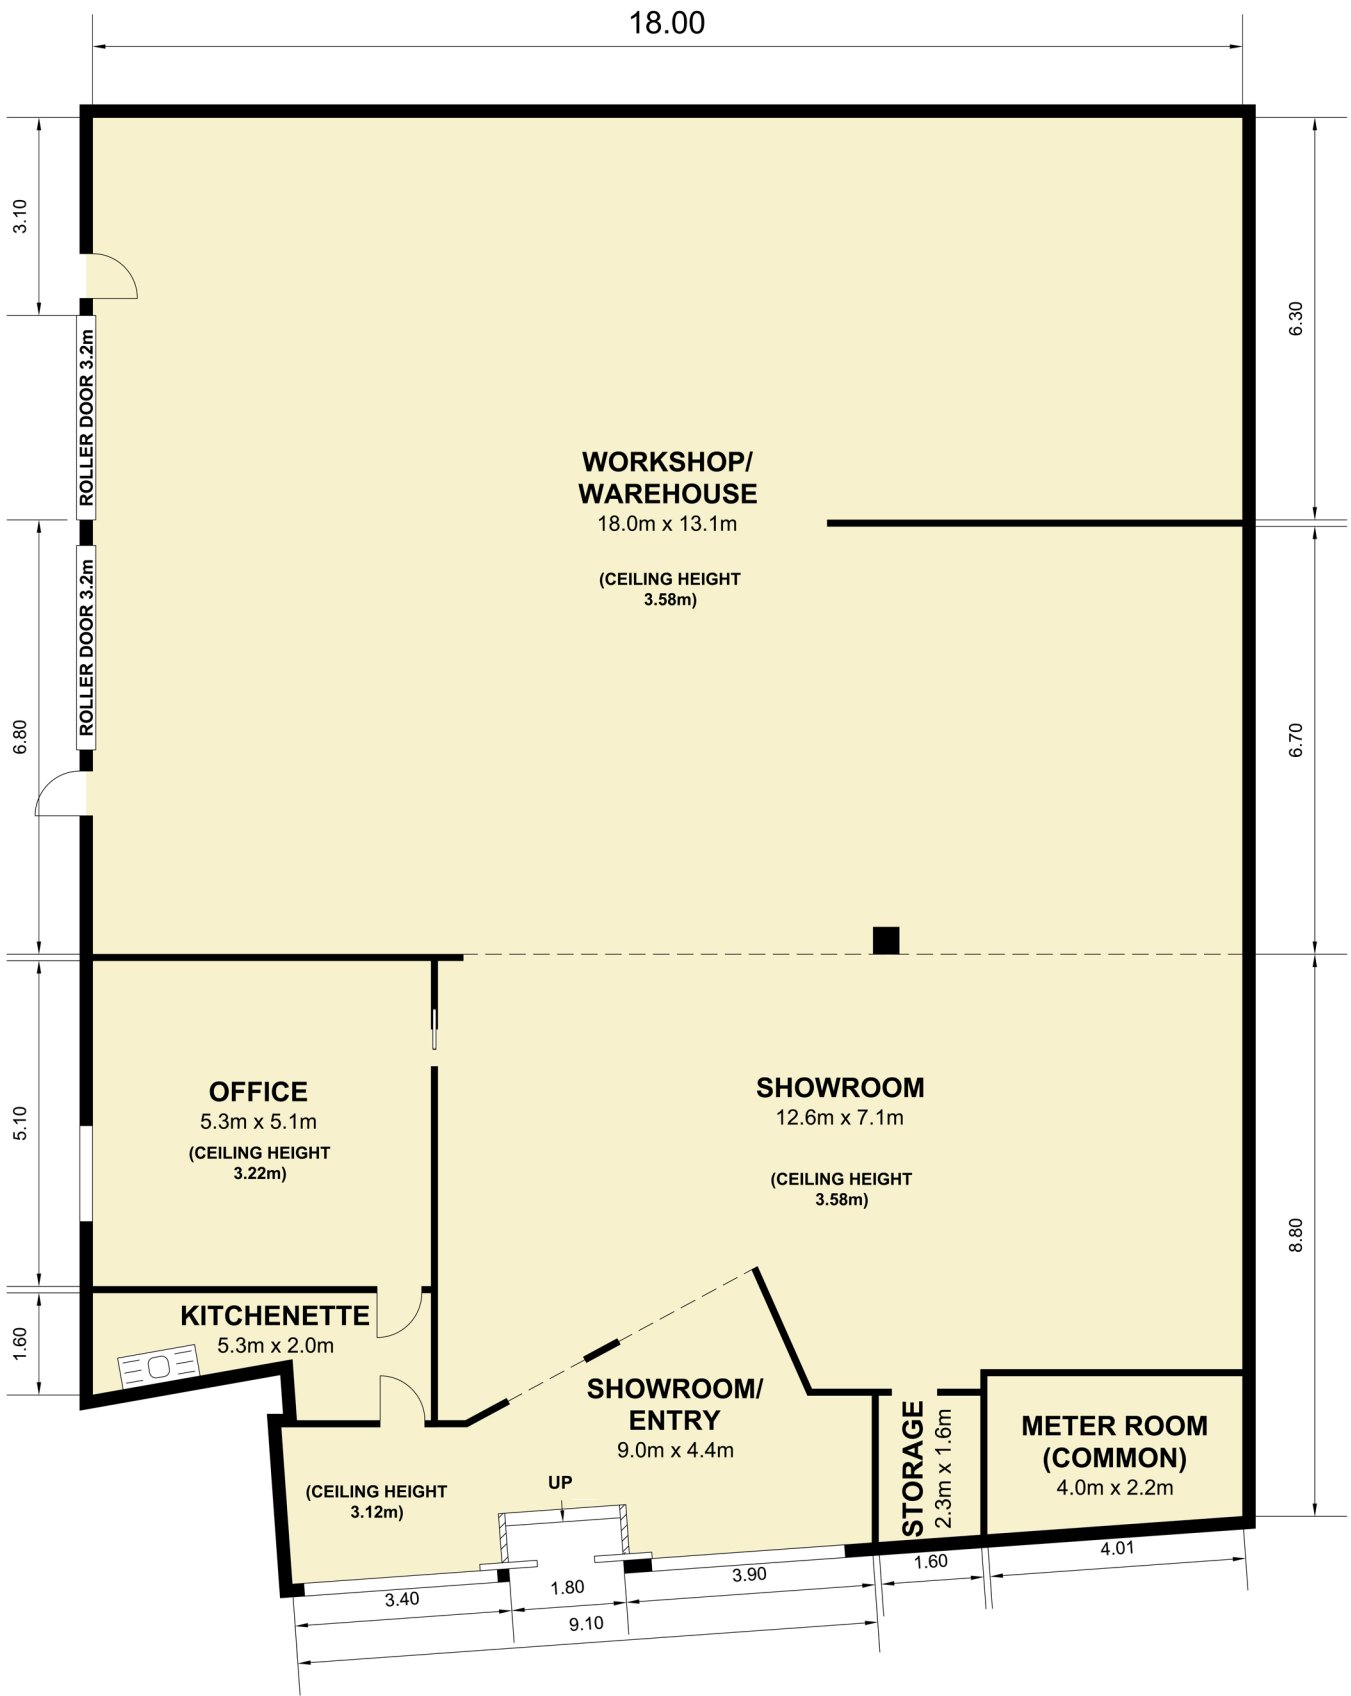 18.00
3.10
6.30
ROLLER DOOR 3.2m
WORKSHOP/
WAREHOUSE
18.0m x 13.1m
(CEILING HEIGHT
3.58m)
ROLLER DOOR 3.2m
6.80
6.70
OFFICE
5.3m x 5.1m
(CEILING HEIGHT
3.22m)
5.10
SHOWROOM
12.6m x 7.1m
(CEILING HEIGHT
3.58m)
8.80
KITCHENETTE
5.3m x 2.0m
1.60
SHOWROOM/
ENTRY
9.0m x 4.4m
STORAGE
2.3m x 1.6m
METER ROOM
(COMMON)
4.0m x 2.2m
(CEILING HEIGHT
3.12m)
UP
3.40
1.80
3.90
1.60
4.01
9.10